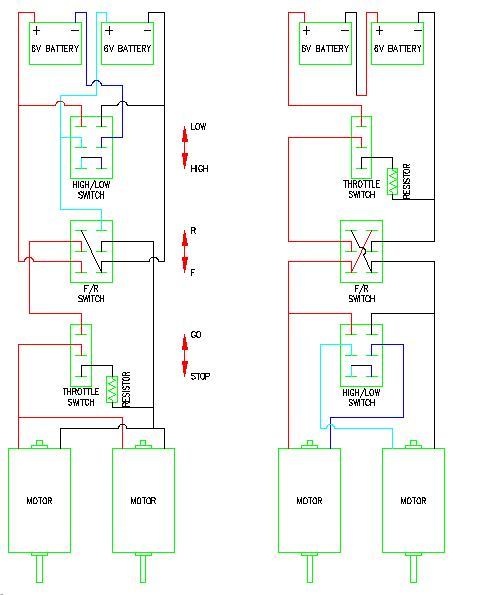 + −
6V BATTERY
+ −
6V BATTERY
LOW
HIGH
HIGH/LOW
SWITCH
R
F
F/R
SWITCH
GO
STOP
THROTTLE
SWITCH
RESISTOR
MOTOR
MOTOR
+ −
6V BATTERY
+ −
6V BATTERY
THROTTLE
SWITCH
RESISTOR
F/R
SWITCH
HIGH/LOW
SWITCH
MOTOR
MOTOR